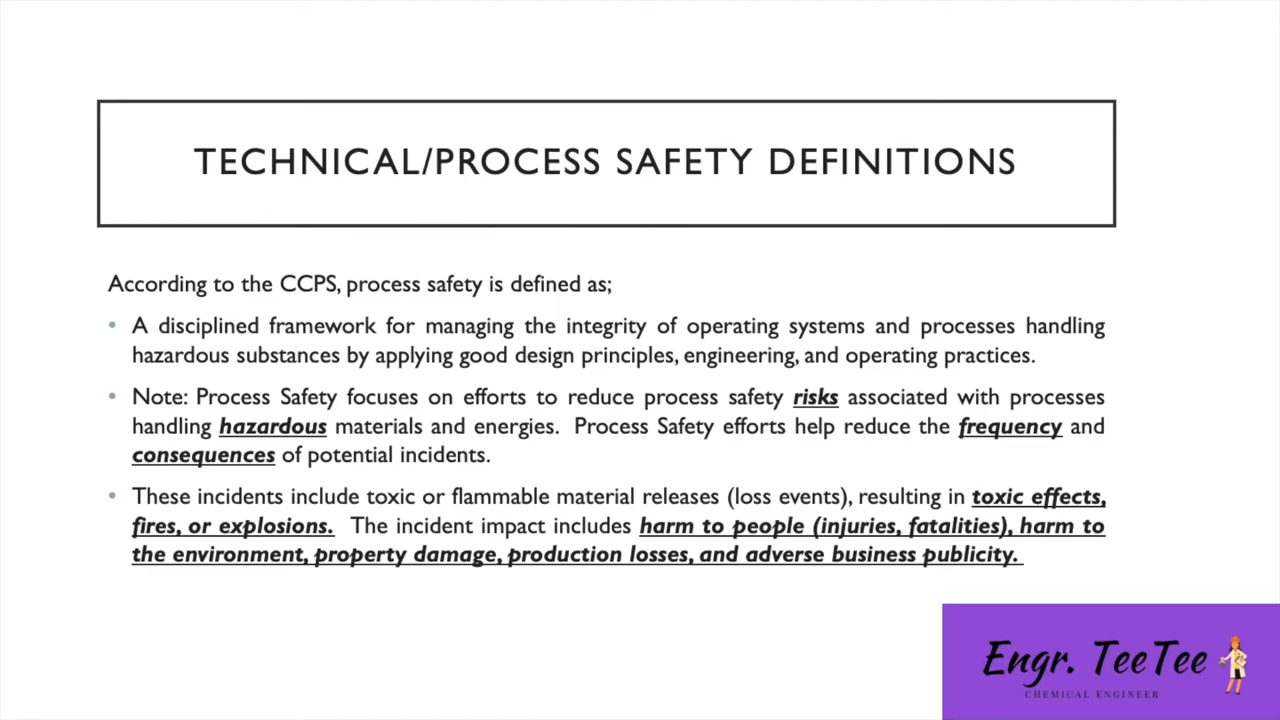 TECHNICAL/PROCESS SAFETY DEFINITIONS
According to the CCPS, process safety is defined as;
• A disciplined framework for managing the integrity of operating systems and processes handling
hazardous substances by applying good design principles, engineering, and operating practices.
• Note: Process Safety focuses on efforts to reduce process safety risks associated with processes
handling hazardous materials and energies. Process Safety efforts help reduce the frequency and
consequences of potential incidents.
• These incidents include toxic or flammable material releases (loss events), resulting in toxic effects,
fires, or explosions. The incident impact includes harm to people (injuries, fatalities), harm to
the environment, property damage, production losses, and adverse business publicity.
Engr. TeeTee
CHEMICAL ENGINEER